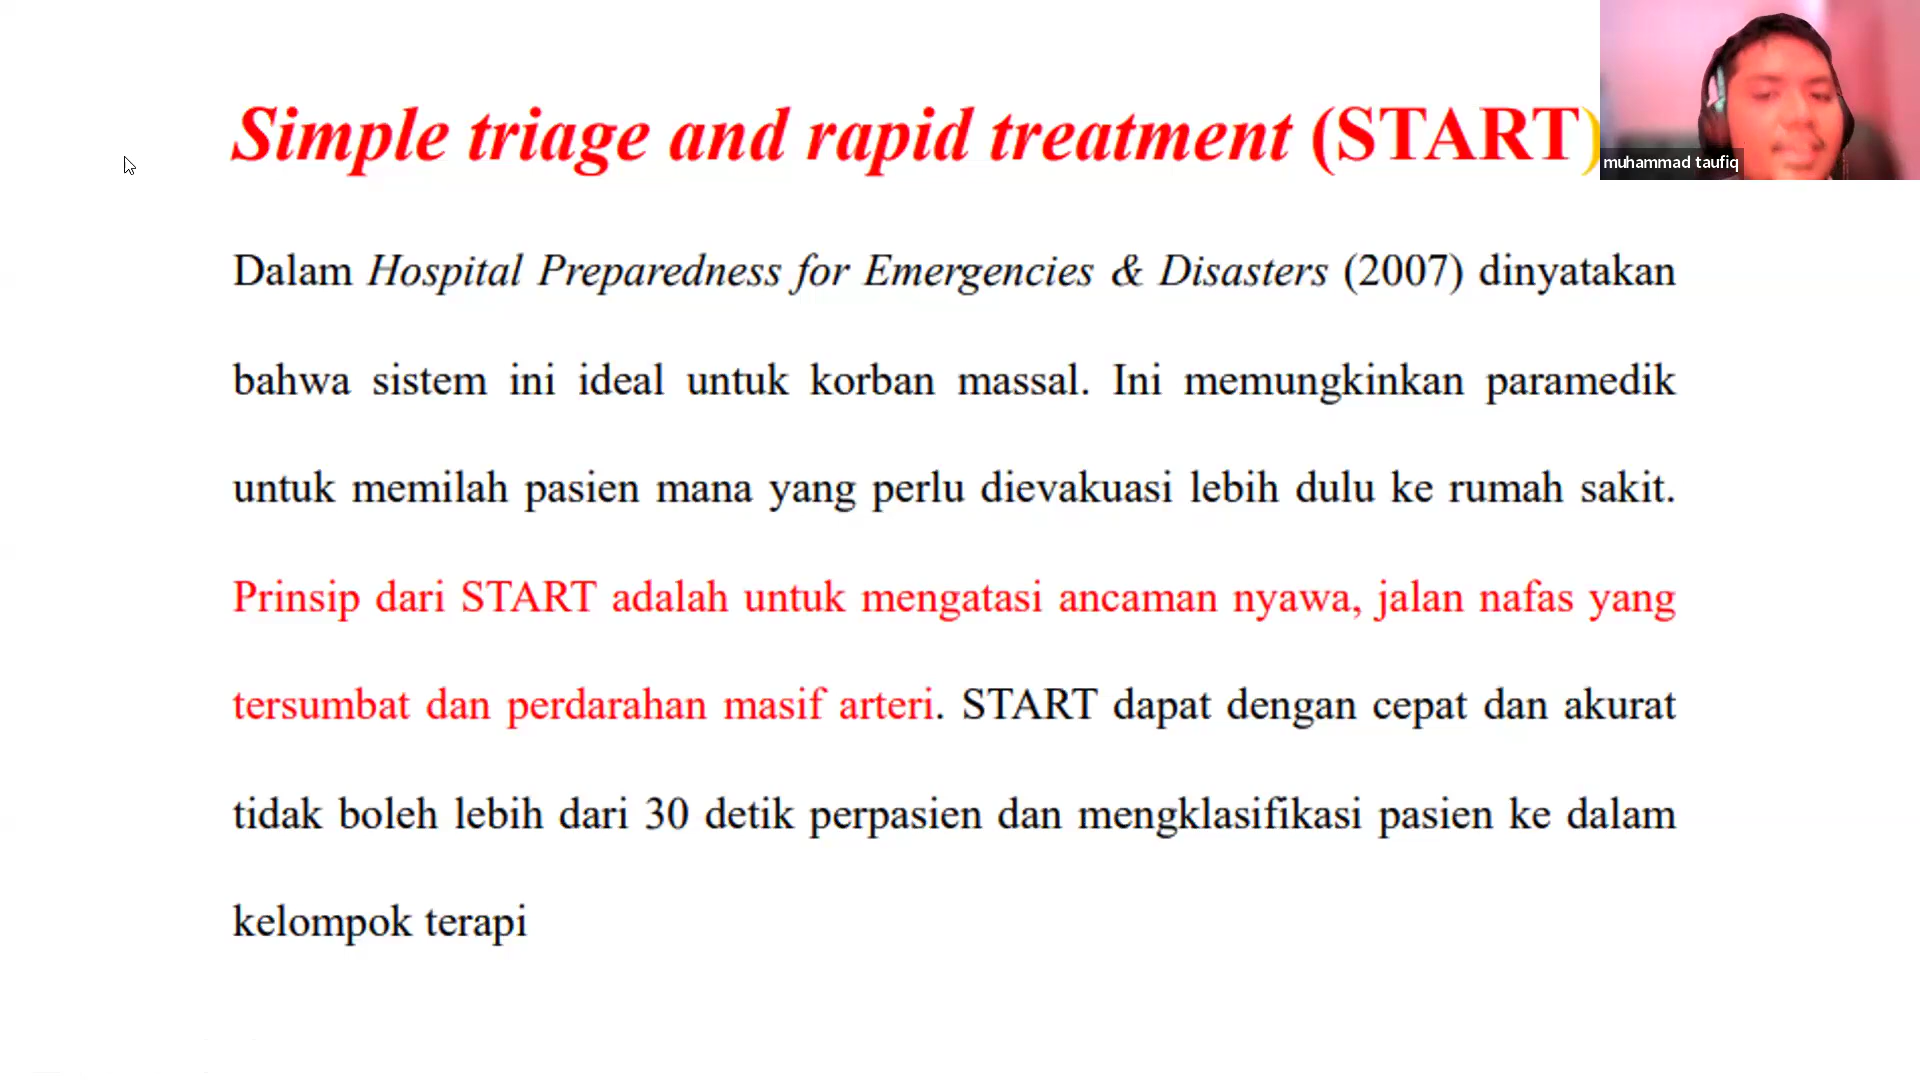 Simple triage and rapid treatment (START)
muhammad taufiq
Dalam Hospital Preparedness for Emergencies & Disasters (2007) dinyatakan
bahwa sistem ini ideal untuk korban massal. Ini memungkinkan paramedik
untuk memilah pasien mana yang perlu dievakuasi lebih dulu ke rumah sakit.
Prinsip dari START adalah untuk mengatasi ancaman nyawa, jalan nafas yang
tersumbat dan perdarahan masif arteri. START dapat dengan cepat dan akurat
tidak boleh lebih dari 30 detik perpasien dan mengklasifikasi pasien ke dalam
kelompok terapi